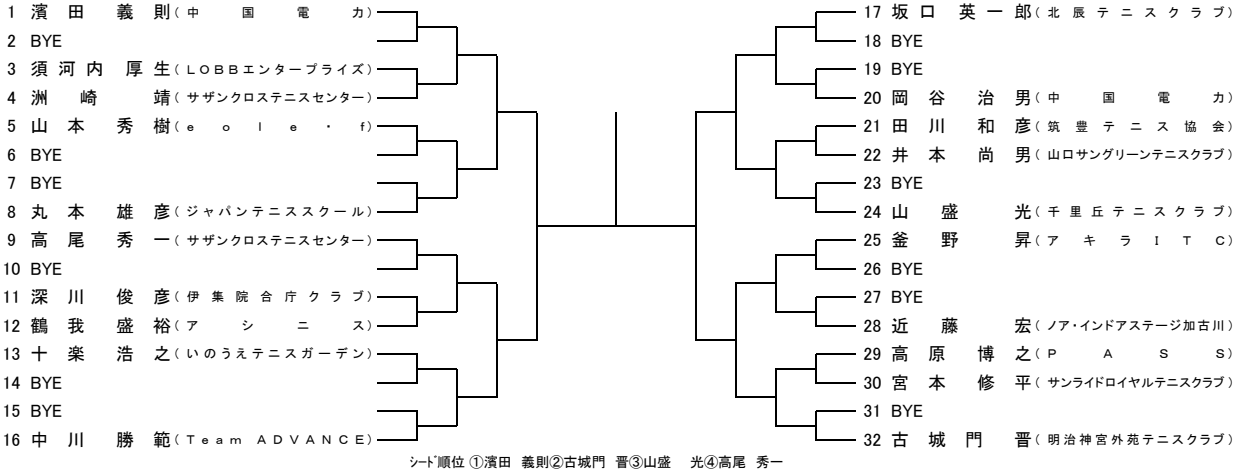 1 濱田 義則(中国電力)
2 BYE
3 須河内 厚生(LOBBエンタープライズ)
4 洲崎 靖(サザンクロステニスセンター)
5 山本 秀樹(eole・f)
6 BYE
7 BYE
8 丸本 雄彦(ジャパンテニススクール)
9 高尾 秀一(サザンクロステニスセンター)
10 BYE
11 深川 俊彦(伊集院合庁クラブ)
12 鶴我 盛裕(アシニス)
13 十楽 浩之(いのうえテニスガーデン)
14 BYE
15 BYE
16 中川 勝範(Team ADVANCE)
17 坂口 英一郎(北辰テニスクラブ)
18 BYE
19 BYE
20 岡谷 治男(中国電力)
21 田川 和彦(筑豊テニス協会)
22 井本 尚男(山口サングリーンテニスクラブ)
23 BYE
24 山盛 光(千里丘テニスクラブ)
25 釜野 昇(アキラITC)
26 BYE
27 BYE
28 近藤 宏(ノア・インドアステージ加古川)
29 高原 博之(PASS)
30 宮本 修平(サンライドロイヤルテニスクラブ)
31 BYE
32 古城門 晋(明治神宮外苑テニスクラブ)
シード順位 ①濱田 義則②古城門 晋③山盛 光④高尾 秀一